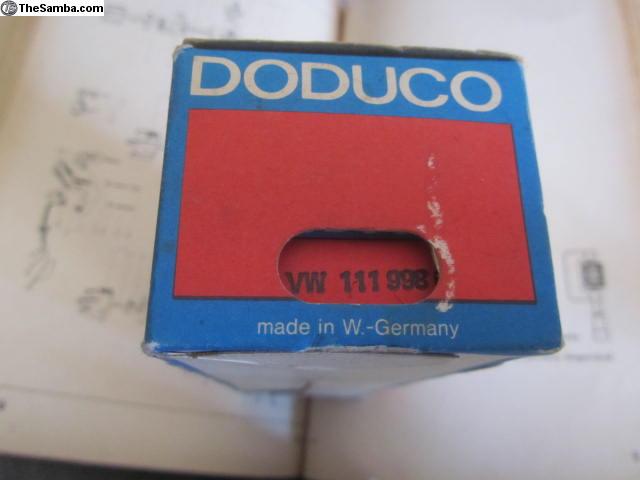 TheSamba.com
DODUCO
VW 111 998
made in W.-Germany